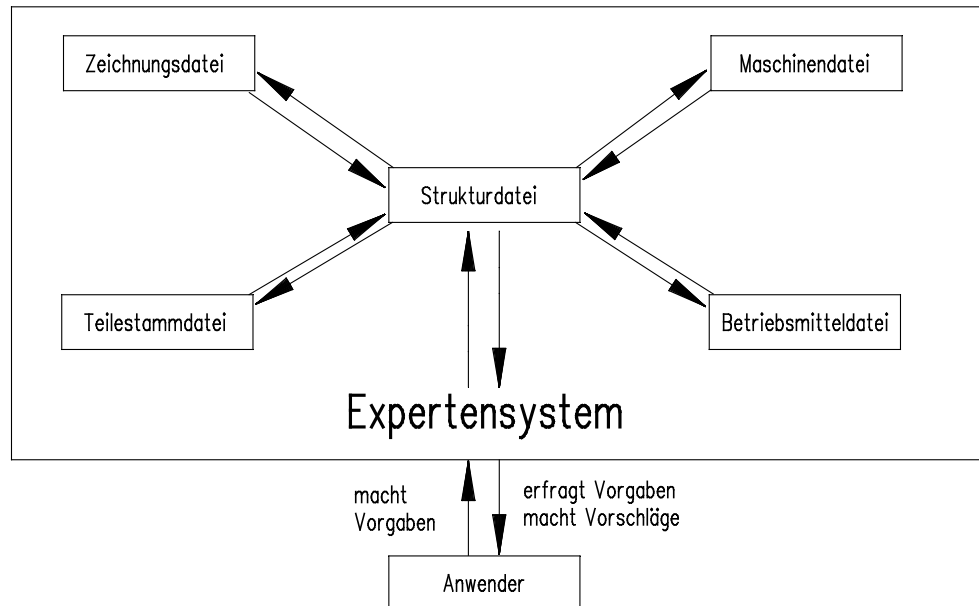 Zeichnungsdatei
Maschinendatei
Strukturdatei
Teilestammdatei
Betriebsmitteldatei
Expertensystem
macht
Vorgaben
erfragt Vorgaben
macht Vorschläge
Anwender